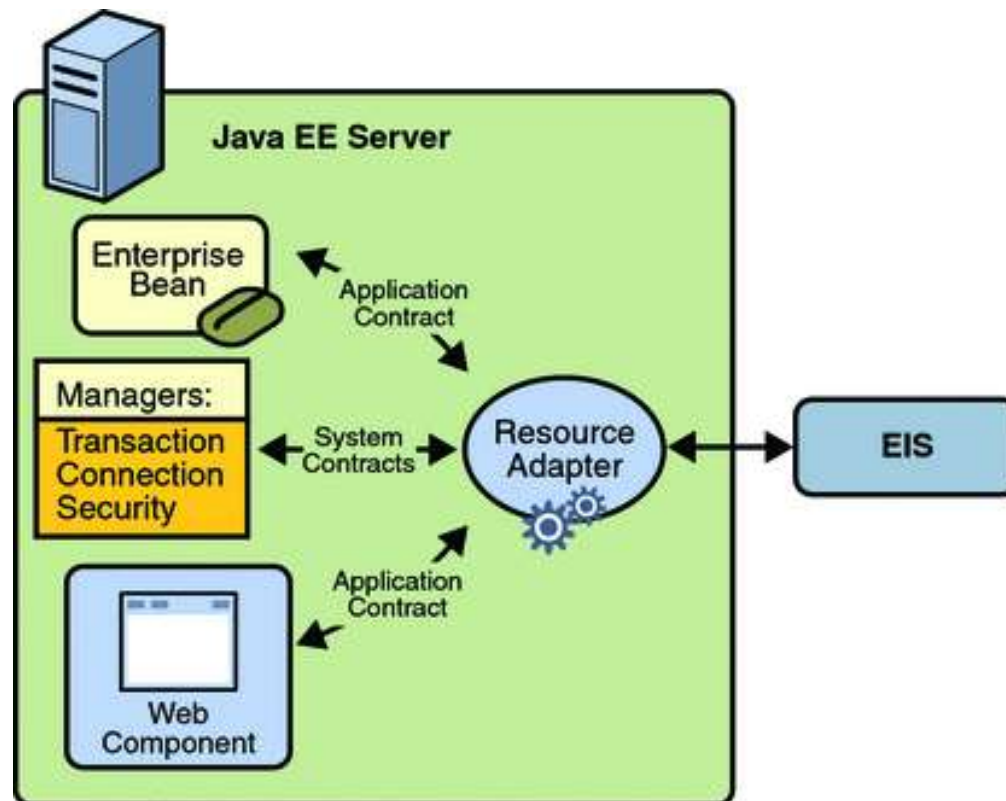 Java EE Server
Enterprise
Bean
Application
Contract
Managers:
Transaction
Connection
Security
System
Contracts
Resource
Adapter
EIS
Application
Contract
Web
Component